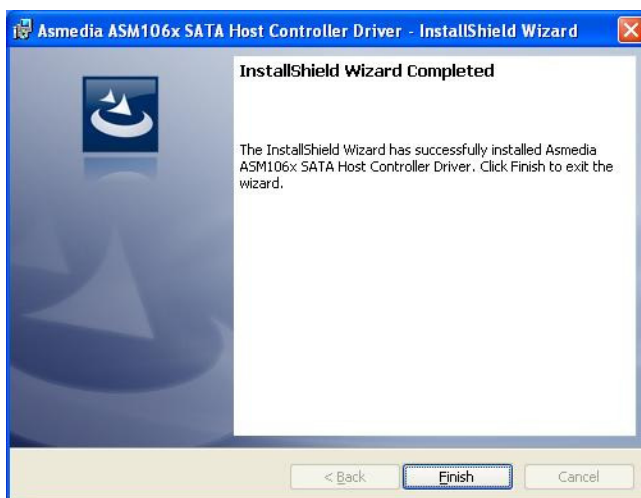 Asmedia ASM106x SATA Host Controller Driver - InstallShield Wizard
InstallShield Wizard Completed
The InstallShield Wizard has successfully installed Asmedia
ASM106x SATA Host Controller Driver. Click Finish to exit the
wizard.
< Back
Finish
Cancel